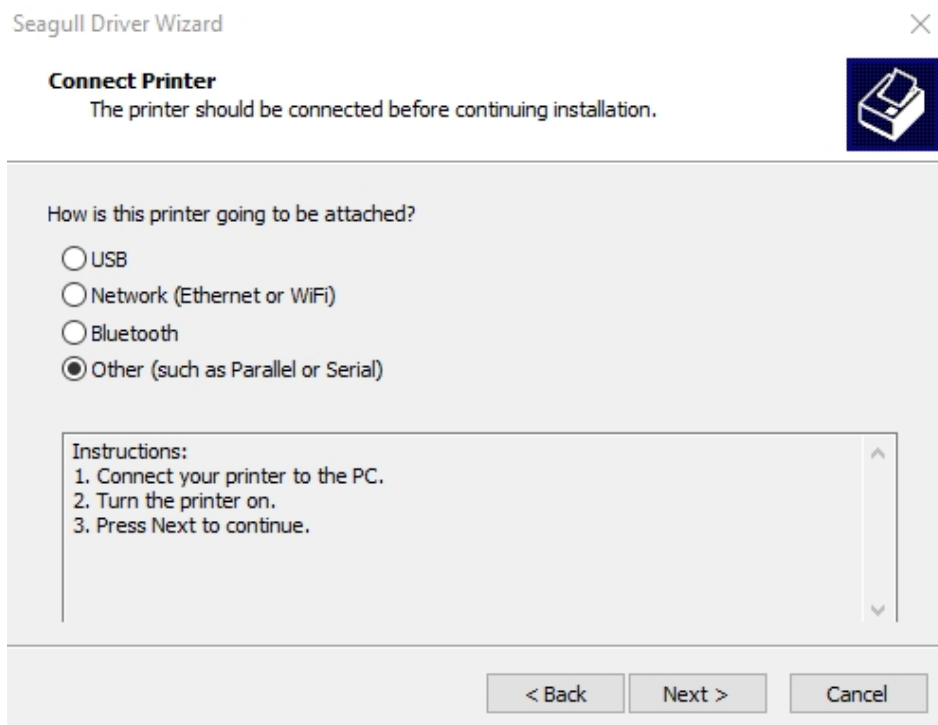 Seagull Driver Wizard
Connect Printer
The printer should be connected before continuing installation.
How is this printer going to be attached?
USB
Network (Ethernet or WiFi)
Bluetooth
Other (such as Parallel or Serial)
Instructions:
1. Connect your printer to the PC.
2. Turn the printer on.
3. Press Next to continue.
< Back Next > Cancel